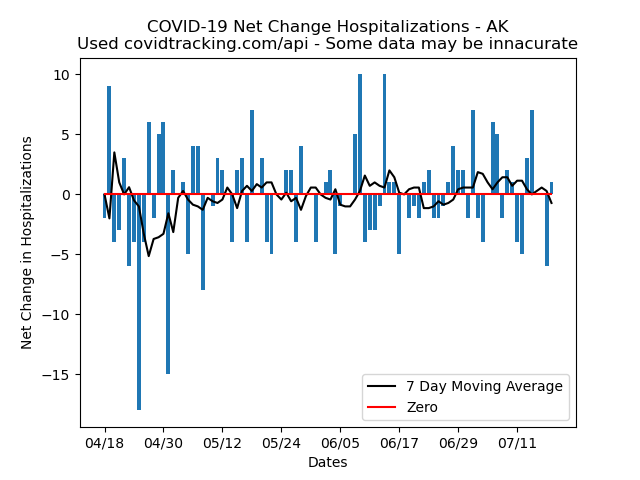 COVID-19 Net Change Hospitalizations - AK
Used covidtracking.com/api - Some data may be innacurate
Net Change in Hospitalizations
10
5
0
−5
−10
−15
7 Day Moving Average
Zero
04/18 04/30 05/12 05/24 06/05 06/17 06/29 07/11
Dates